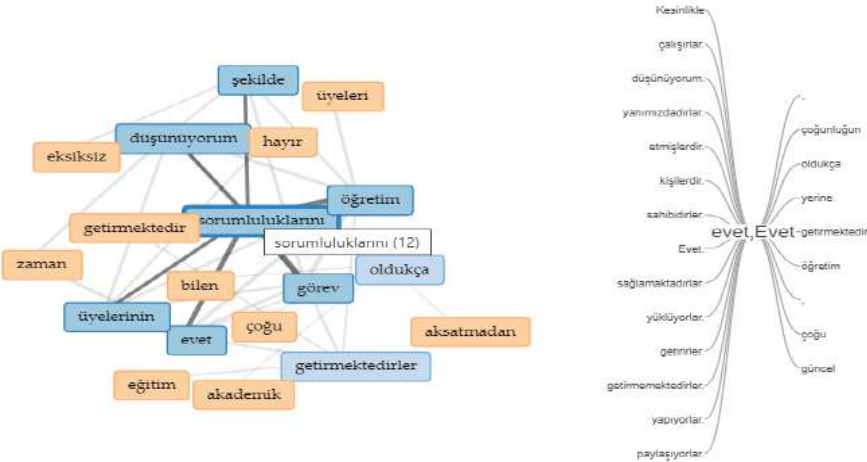 şekilde
üyeleri
düşünüyorum
hayır
eksiksiz
öğretim
sorumluluklarını
getirmektedir
sorumluluklarını (12)
zaman
oldukça
bilen
görev
üyelerinin
çoğu
evet
aksatmadan
getirmektedirler
eğitim
akademik
Kesinlikle
çalışırlar.
düşünüyorum.
yanımızdadırlar.
etmişlerdir.
kişilerdir.
sahibidirler.
Evet.
sağlamaktadırlar.
yüklüyorlar.
getirirler.
getirmemektedirler.
yapıyorlar.
paylaşıyorlar.
evet,Evet
.
çoğunluğun
oldukça
yerine
getirmektedir
öğretim
.
çoğu
güncel